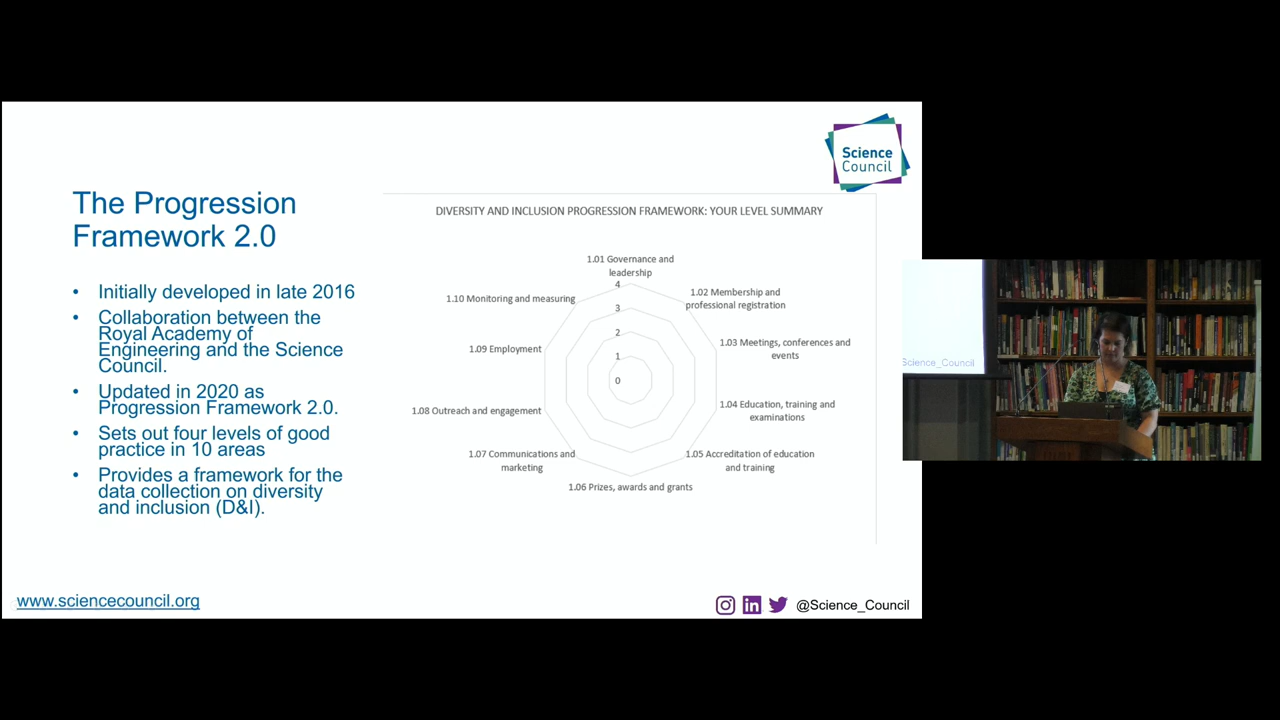 Science
Council
The Progression
Framework 2.0
• Initially developed in late 2016
• Collaboration between the
Royal Academy of
Engineering and the Science
Council.
• Updated in 2020 as
Progression Framework 2.0.
• Sets out four levels of good
practice in 10 areas
• Provides a framework for the
data collection on diversity
and inclusion (D&I).
DIVERSITY AND INCLUSION PROGRESSION FRAMEWORK: YOUR LEVEL SUMMARY
1.01 Governance and
leadership
4
3
2
1
0
1.02 Membership and
professional registration
1.03 Meetings, conferences and
events
1.04 Education, training and
examinations
1.05 Accreditation of education
and training
1.06 Prizes, awards and grants
1.07 Communications and
marketing
1.08 Outreach and engagement
1.09 Employment
1.10 Monitoring and measuring
www.sciencecouncil.org
@Science_Council
Science_Council